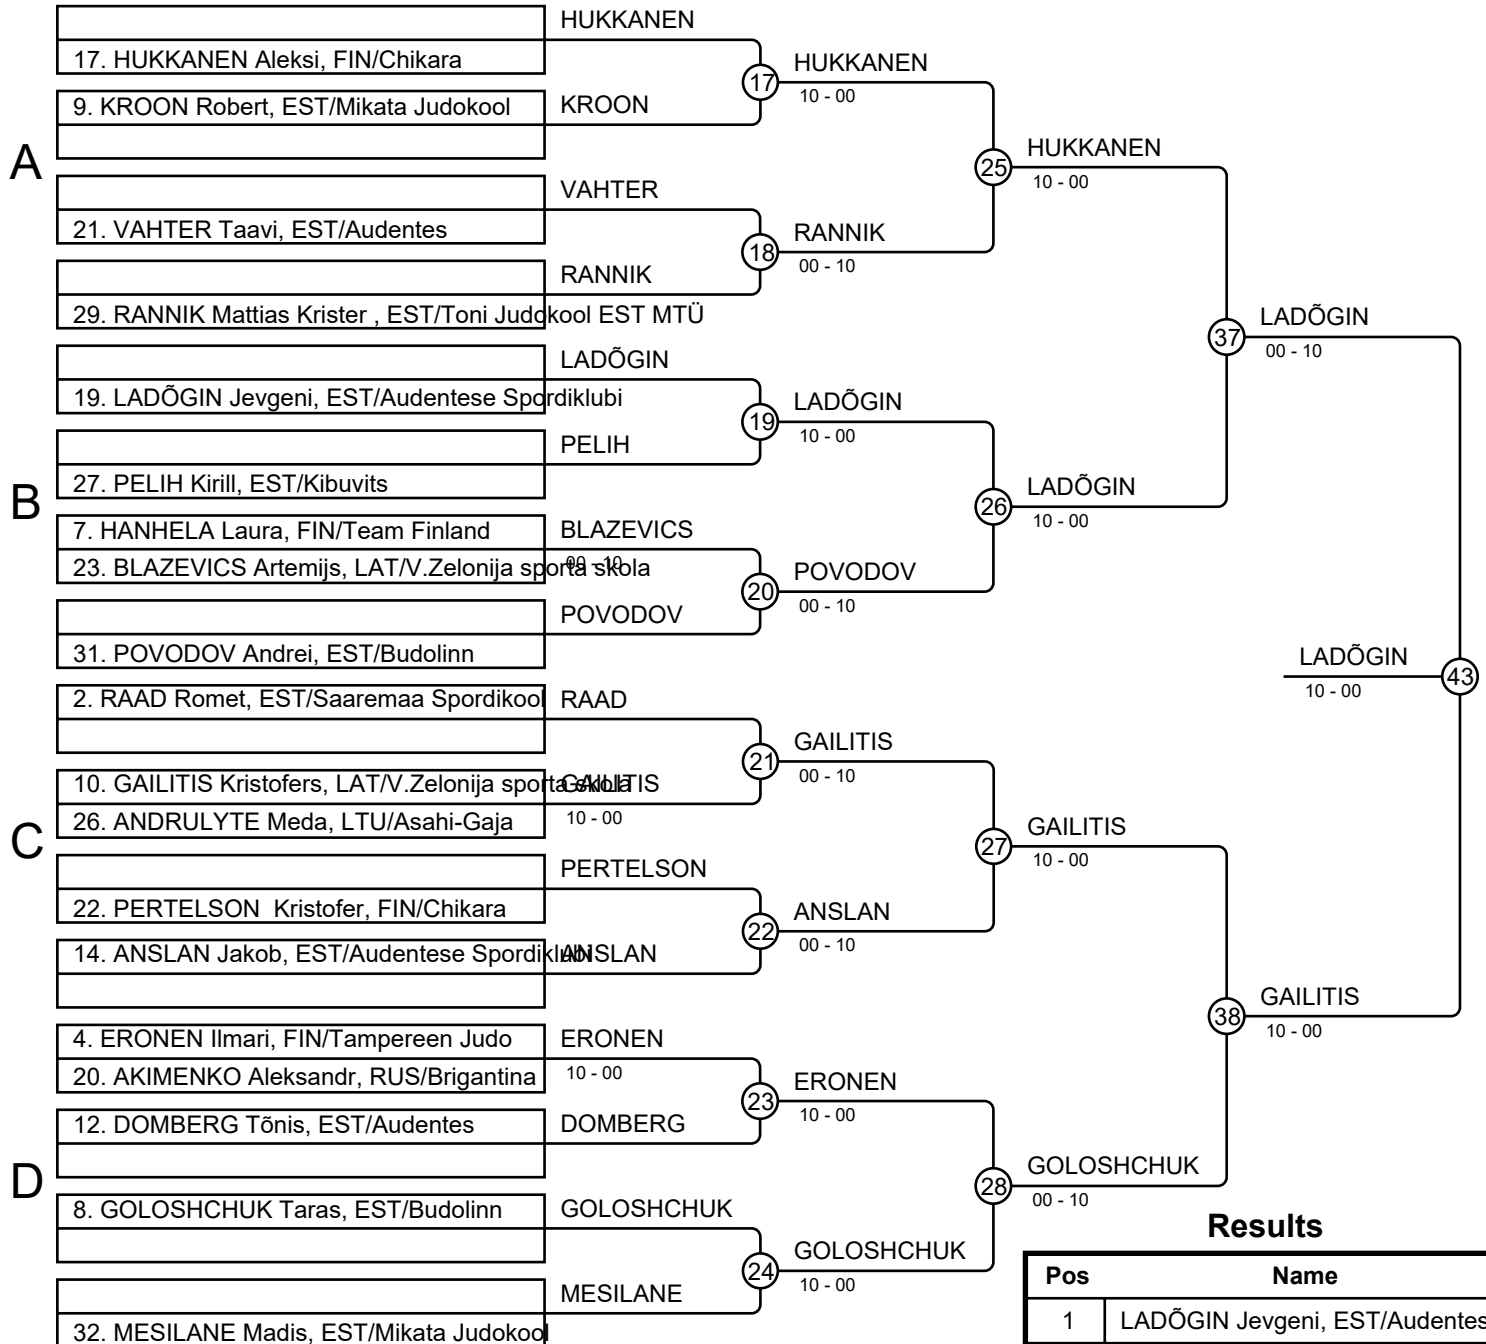 HUKKANEN
17. HUKKANEN Aleksi, FIN/Chikara
17
HUKKANEN
10 - 00
9. KROON Robert, EST/Mikata Judokool
KROON
A
25
HUKKANEN
10 - 00
VAHTER
21. VAHTER Taavi, EST/Audentes
18
RANNIK
00 - 10
RANNIK
29. RANNIK Mattias Krister , EST/Toni Judokool EST MTÜ
37
LADÕGIN
00 - 10
LADÕGIN
19. LADÕGIN Jevgeni, EST/Audentese Spordiklubi
19
LADÕGIN
10 - 00
PELIH
27. PELIH Kirill, EST/Kibuvits
B
26
LADÕGIN
10 - 00
7. HANHELA Laura, FIN/Team Finland
BLAZEVICS
00 - 10
23. BLAZEVICS Artemijs, LAT/V.Zelonija sporta skola
20
POVODOV
00 - 10
POVODOV
31. POVODOV Andrei, EST/Budolinn
LADÕGIN
10 - 00
43
2. RAAD Romet, EST/Saaremaa Spordikool
RAAD
21
GAILITIS
00 - 10
10. GAILITIS Kristofers, LAT/V.Zelonija sporta skola
GAILITIS
10 - 00
26. ANDRULYTE Meda, LTU/Asahi-Gaja
C
27
GAILITIS
10 - 00
PERTELSON
22. PERTELSON Kristofer, FIN/Chikara
22
ANSLAN
00 - 10
14. ANSLAN Jakob, EST/Audentese Spordiklubi
ANSLAN
38
GAILITIS
10 - 00
4. ERONEN Ilmari, FIN/Tampereen Judo
ERONEN
10 - 00
20. AKIMENKO Aleksandr, RUS/Brigantina
23
ERONEN
10 - 00
12. DOMBERG Tõnis, EST/Audentes
DOMBERG
D
28
GOLOSHCHUK
00 - 10
8. GOLOSHCHUK Taras, EST/Budolinn
GOLOSHCHUK
24
GOLOSHCHUK
10 - 00
MESILANE
32. MESILANE Madis, EST/Mikata Judokool
Results
Pos Name
1 LADÕGIN Jevgeni, EST/Audentes